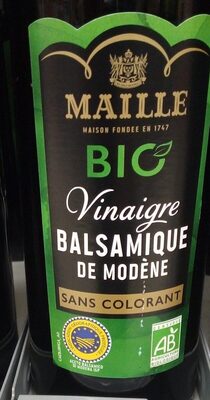 MAILLE
MAISON FONDEE EN 1747
BIO
Vinaigre
BALSAMIQUE
DE MODÈNE
SANS COLORANT
AB